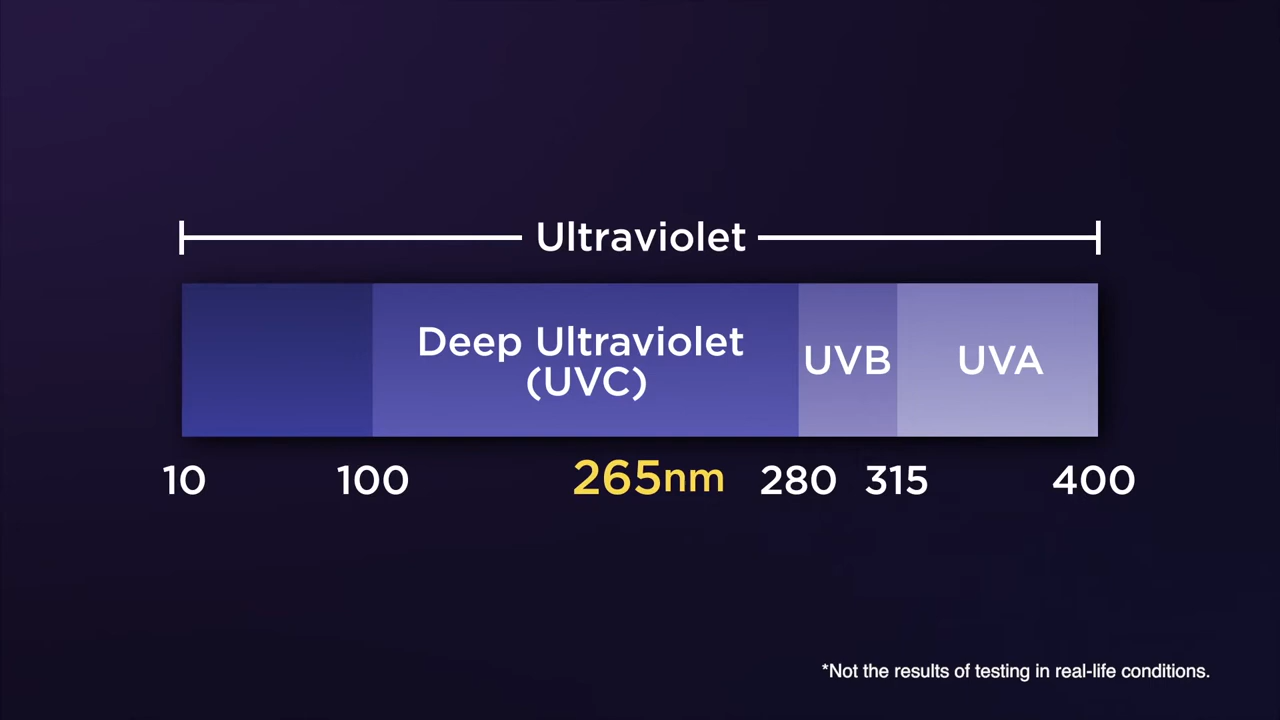 Ultraviolet
Deep Ultraviolet
(UVC)
UVB
UVA
10
100
265nm
280
315
400
*Not the results of testing in real-life conditions.